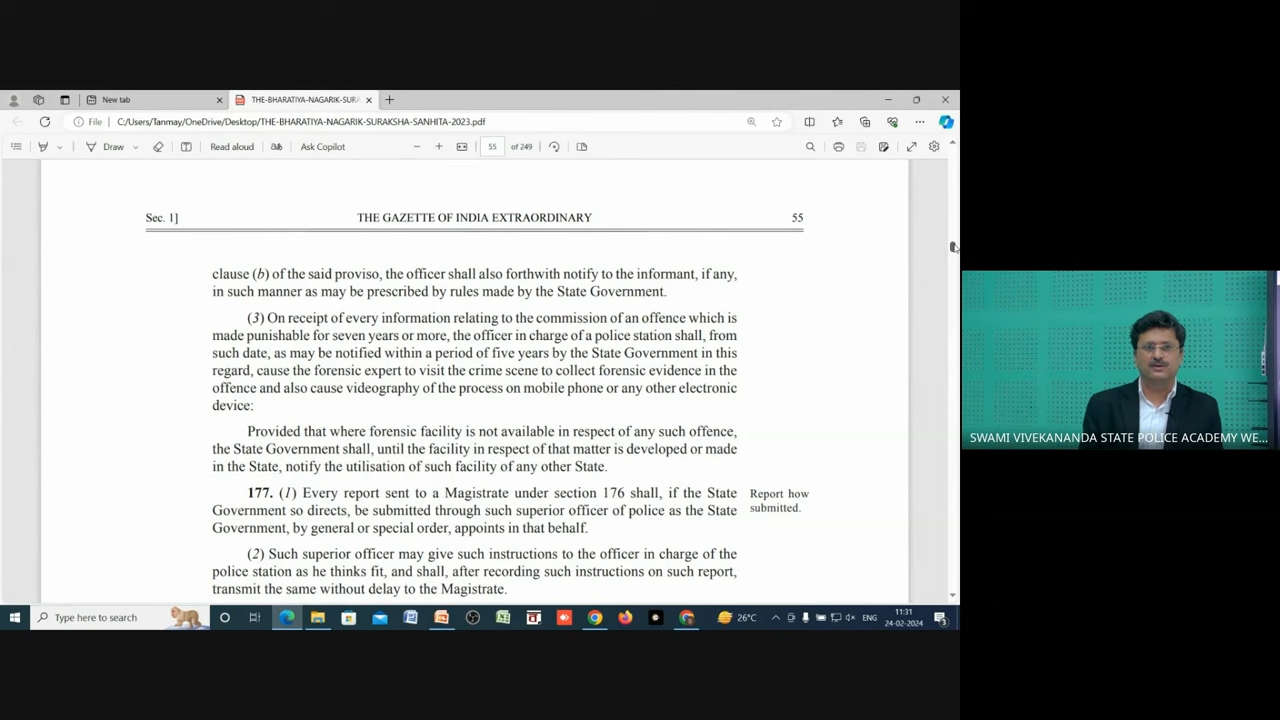 New tab
THE-BHARATIYA-NAGARIK-SURA
File
C:/Users/Tanmay/OneDrive/Desktop/THE-BHARATIYA-NAGARIK-SURAKSHA-SANHITA-2023.pdf
Draw
Read aloud
Ask Copilot
55
of 249
Sec. 1]
THE GAZETTE OF INDIA EXTRAORDINARY
55
clause (b) of the said proviso, the officer shall also forthwith notify to the informant, if any,
in such manner as may be prescribed by rules made by the State Government.
(3) On receipt of every information relating to the commission of an offence which is
made punishable for seven years or more, the officer in charge of a police station shall, from
such date, as may be notified within a period of five years by the State Government in this
regard, cause the forensic expert to visit the crime scene to collect forensic evidence in the
offence and also cause videography of the process on mobile phone or any other electronic
device:
Provided that where forensic facility is not available in respect of any such offence,
the State Government shall, until the facility in respect of that matter is developed or made
in the State, notify the utilisation of such facility of any other State.
177. (1) Every report sent to a Magistrate under section 176 shall, if the State
Government so directs, be submitted through such superior officer of police as the State
Government, by general or special order, appoints in that behalf.
Report how
submitted.
(2) Such superior officer may give such instructions to the officer in charge of the
police station as he thinks fit, and shall, after recording such instructions on such report,
transmit the same without delay to the Magistrate.
SWAMI VIVEKANANDA STATE POLICE ACADEMY WE...
Type here to search
26°C
ENG
11:31
24-02-2024
3